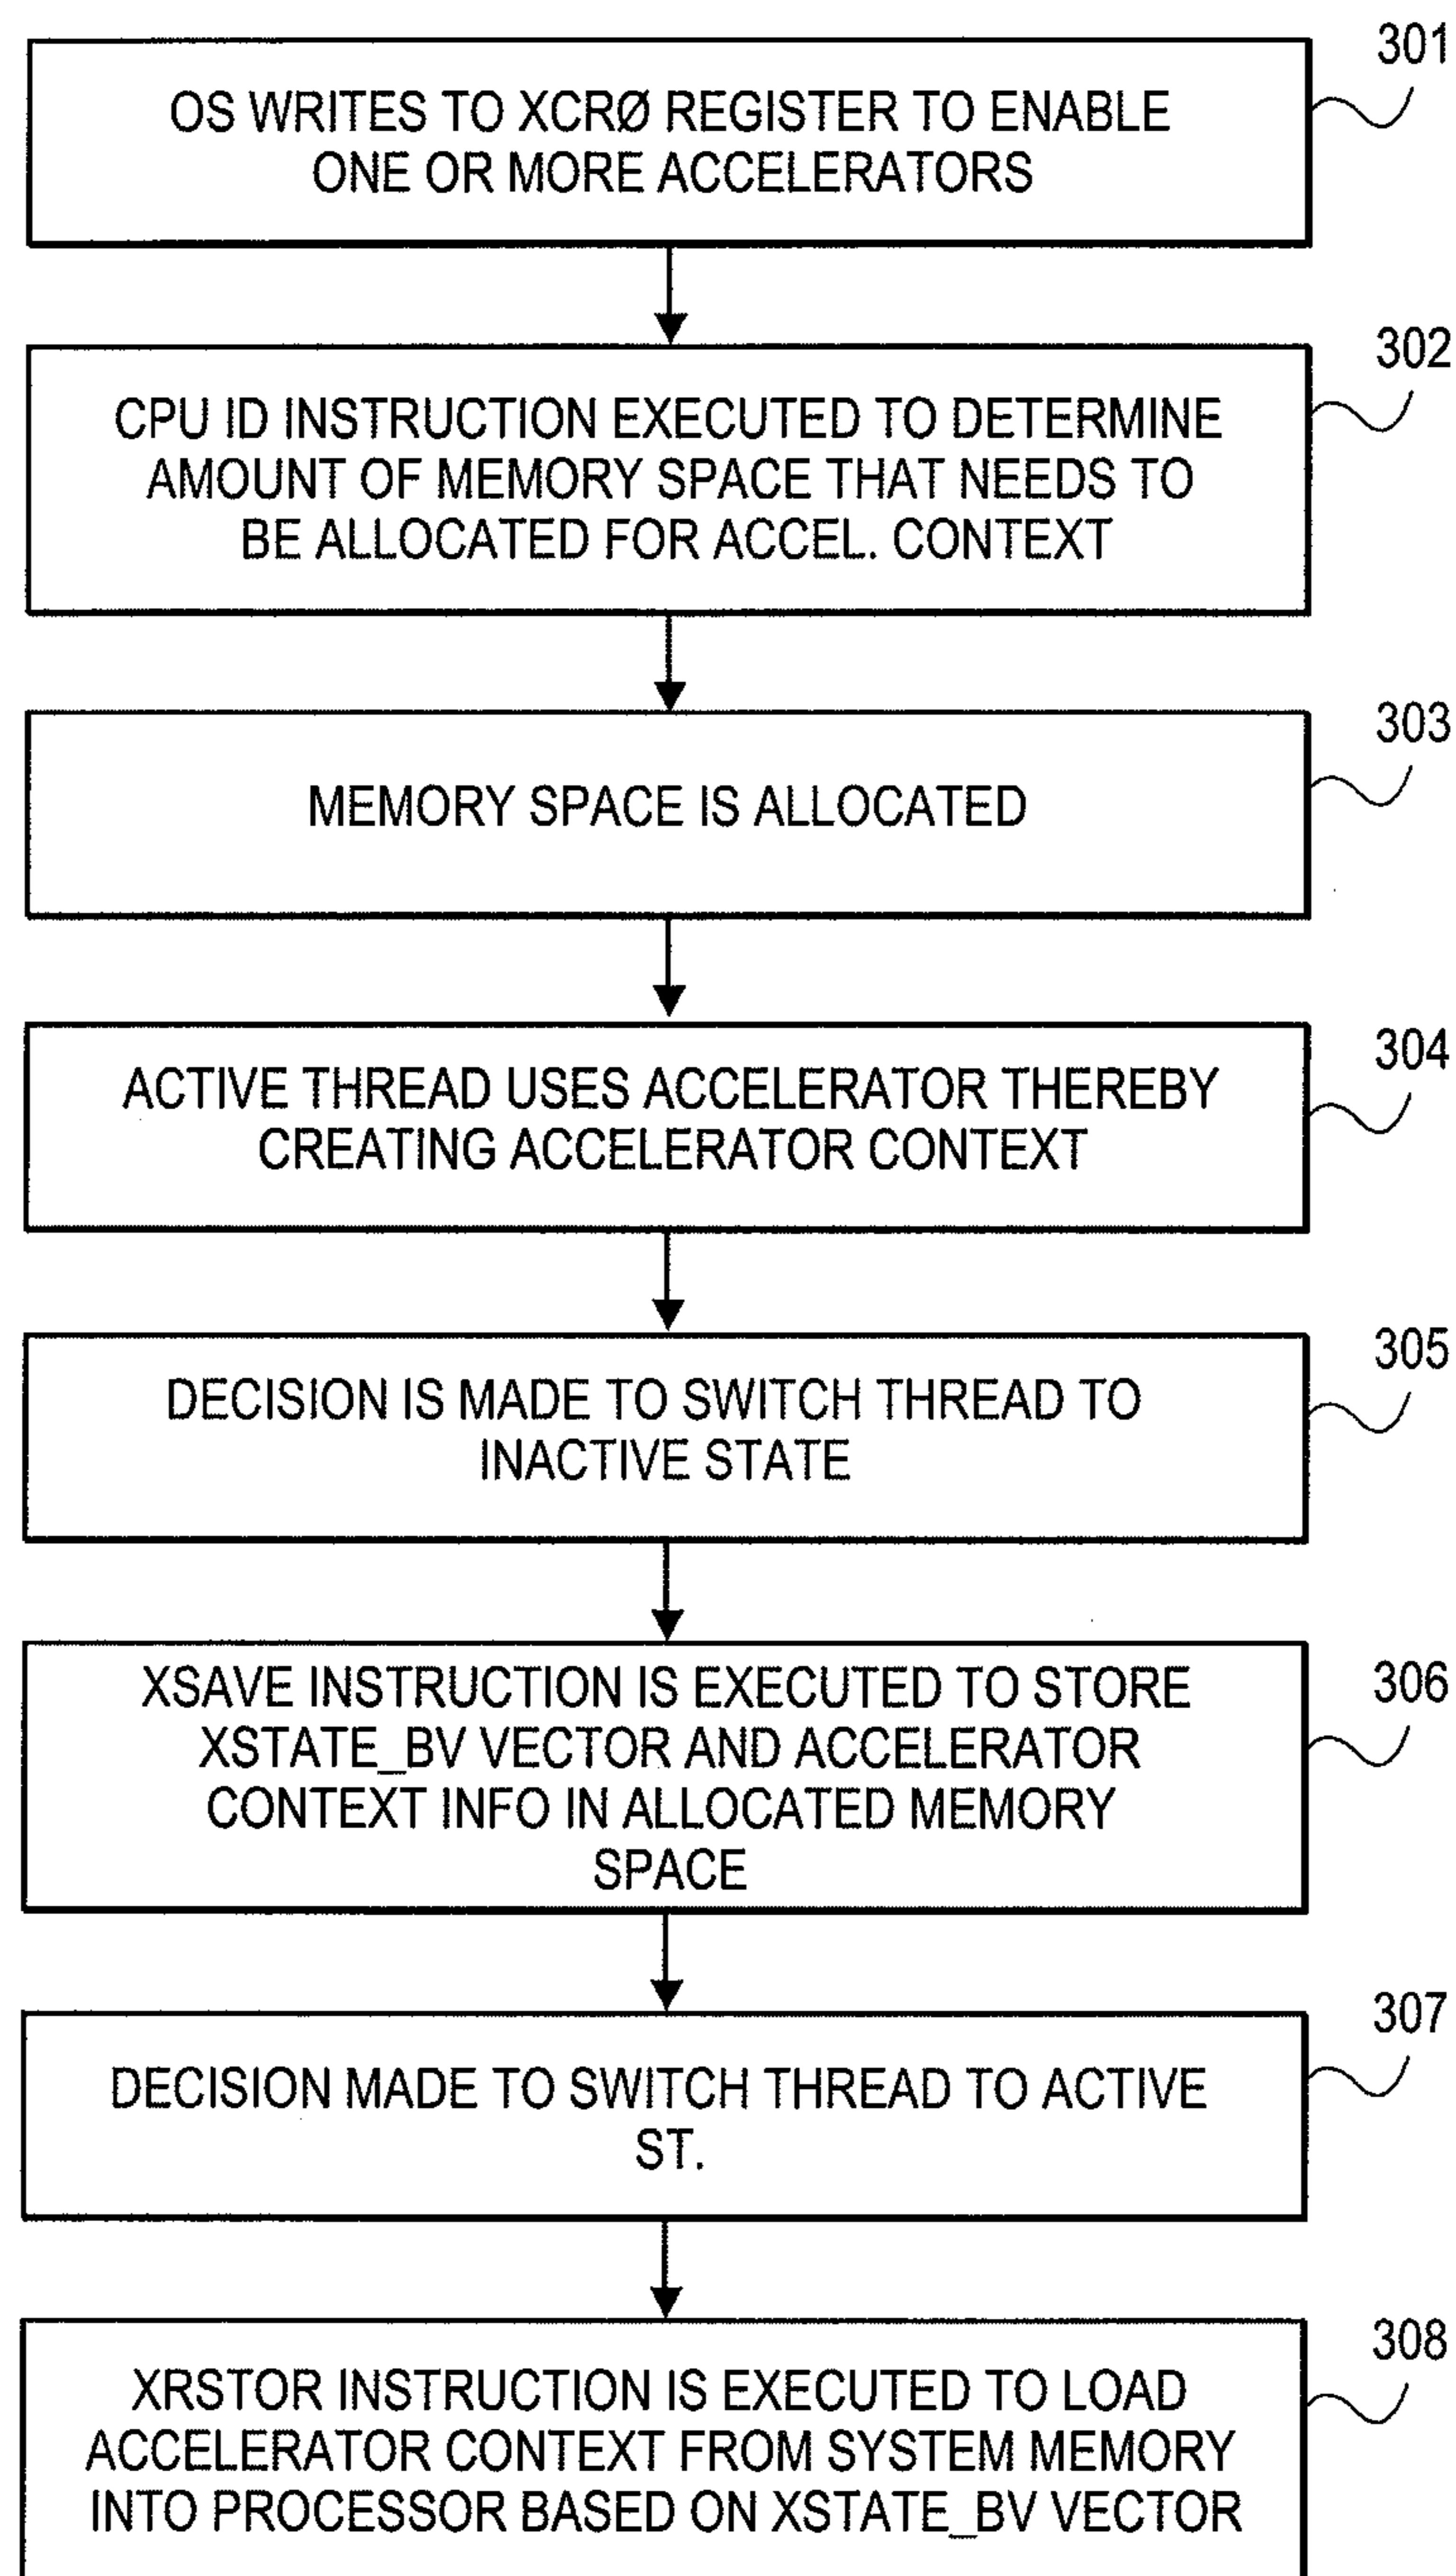 301
OS WRITES TO XCRØ REGISTER TO ENABLE
ONE OR MORE ACCELERATORS
302
CPU ID INSTRUCTION EXECUTED TO DETERMINE
AMOUNT OF MEMORY SPACE THAT NEEDS TO
BE ALLOCATED FOR ACCEL. CONTEXT
303
MEMORY SPACE IS ALLOCATED
304
ACTIVE THREAD USES ACCELERATOR THEREBY
CREATING ACCELERATOR CONTEXT
305
DECISION IS MADE TO SWITCH THREAD TO
INACTIVE STATE
306
XSAVE INSTRUCTION IS EXECUTED TO STORE
XSTATE_BV VECTOR AND ACCELERATOR
CONTEXT INFO IN ALLOCATED MEMORY
SPACE
307
DECISION MADE TO SWITCH THREAD TO ACTIVE
ST.
308
XRSTOR INSTRUCTION IS EXECUTED TO LOAD
ACCELERATOR CONTEXT FROM SYSTEM MEMORY
INTO PROCESSOR BASED ON XSTATE_BV VECTOR